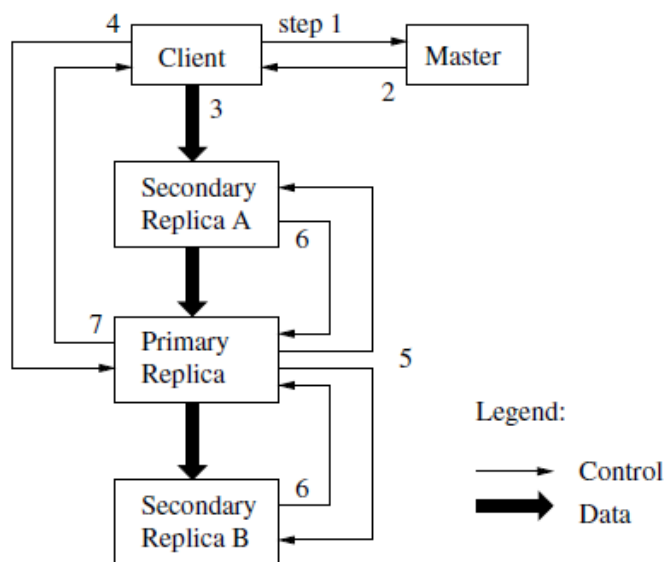 4
step 1
Client
Master
2
3
Secondary
Replica A
6
7
Primary
Replica
5
Legend:
Control
6
Secondary
Replica B
Data